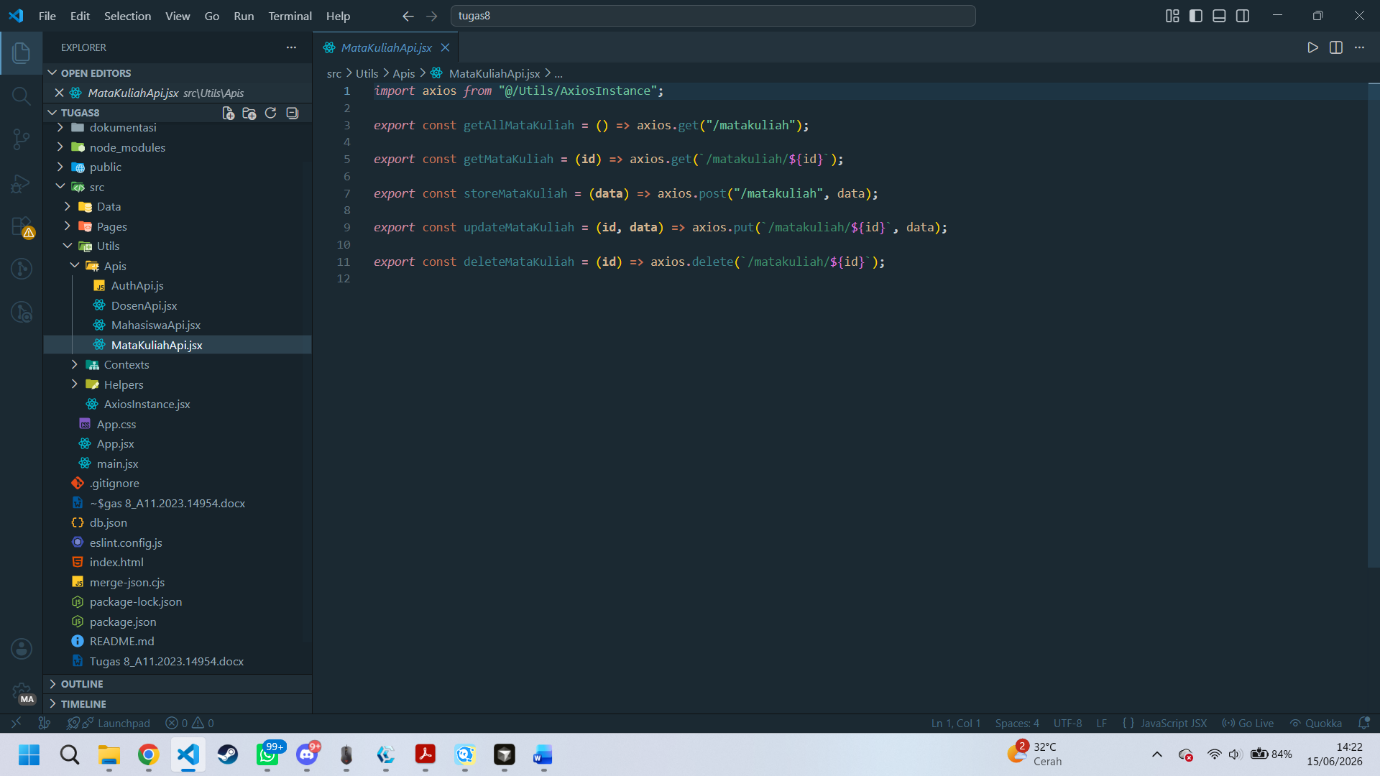 File Edit Selection View Go Run Terminal Help
tugas8
EXPLORER
MataKuliahApi.jsx
OPEN EDITORS
MataKuliahApi.jsx src\Utils\Apis
TUGAS8
dokumentasi
node_modules
public
src
Data
Pages
Utils
Apis
AuthApi.js
DosenApi.jsx
MahasiswaApi.jsx
MataKuliahApi.jsx
Contexts
Helpers
AxiosInstance.jsx
App.css
App.jsx
main.jsx
.gitignore
~$gas 8_A11.2023.14954.docx
db.json
eslint.config.js
index.html
merge-json.cjs
package-lock.json
package.json
README.md
Tugas 8_A11.2023.14954.docx
OUTLINE
TIMELINE
MA
src > Utils > Apis > MataKuliahApi.jsx > ...
1 import axios from "@/Utils/AxiosInstance";
2
3 export const getAllMataKuliah = () => axios.get("/matakuliah");
4
5 export const getMataKuliah = (id) => axios.get(`/matakuliah/${id}`);
6
7 export const storeMataKuliah = (data) => axios.post("/matakuliah", data);
8
9 export const updateMataKuliah = (id, data) => axios.put(`/matakuliah/${id}`, data);
10
11 export const deleteMataKuliah = (id) => axios.delete(`/matakuliah/${id}`);
12
Launchpad 0 0 Ln 1, Col 1 Spaces: 4 UTF-8 LF { } JavaScript JSX Go Live Quokka
99+ 9+ 2 32°C 84% 14:22
Cerah 15/06/2026